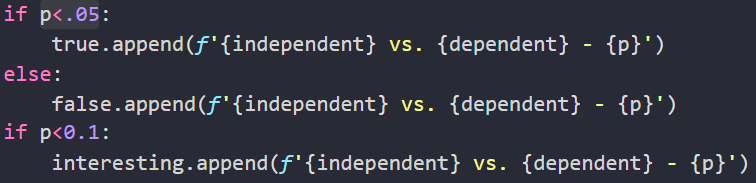 if p<.05:
    true.append(f'{independent} vs. {dependent} - {p}')
else:
    false.append(f'{independent} vs. {dependent} - {p}')
if p<0.1:
    interesting.append(f'{independent} vs. {dependent} - {p}')